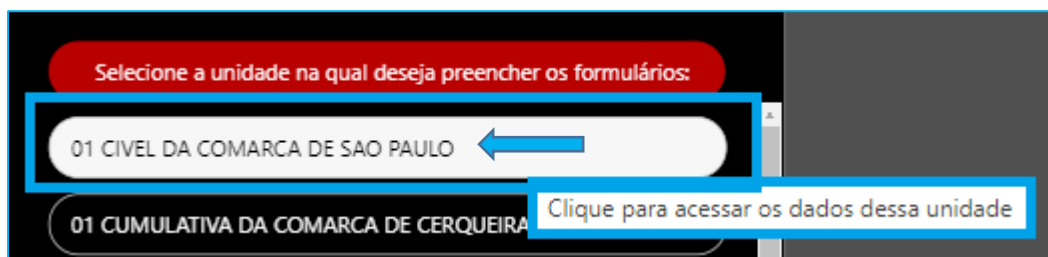 Selecione a unidade na qual deseja preencher os formulários:
01 CIVEL DA COMARCA DE SAO PAULO
01 CUMULATIVA DA COMARCA DE CERQUEIRA
Clique para acessar os dados dessa unidade